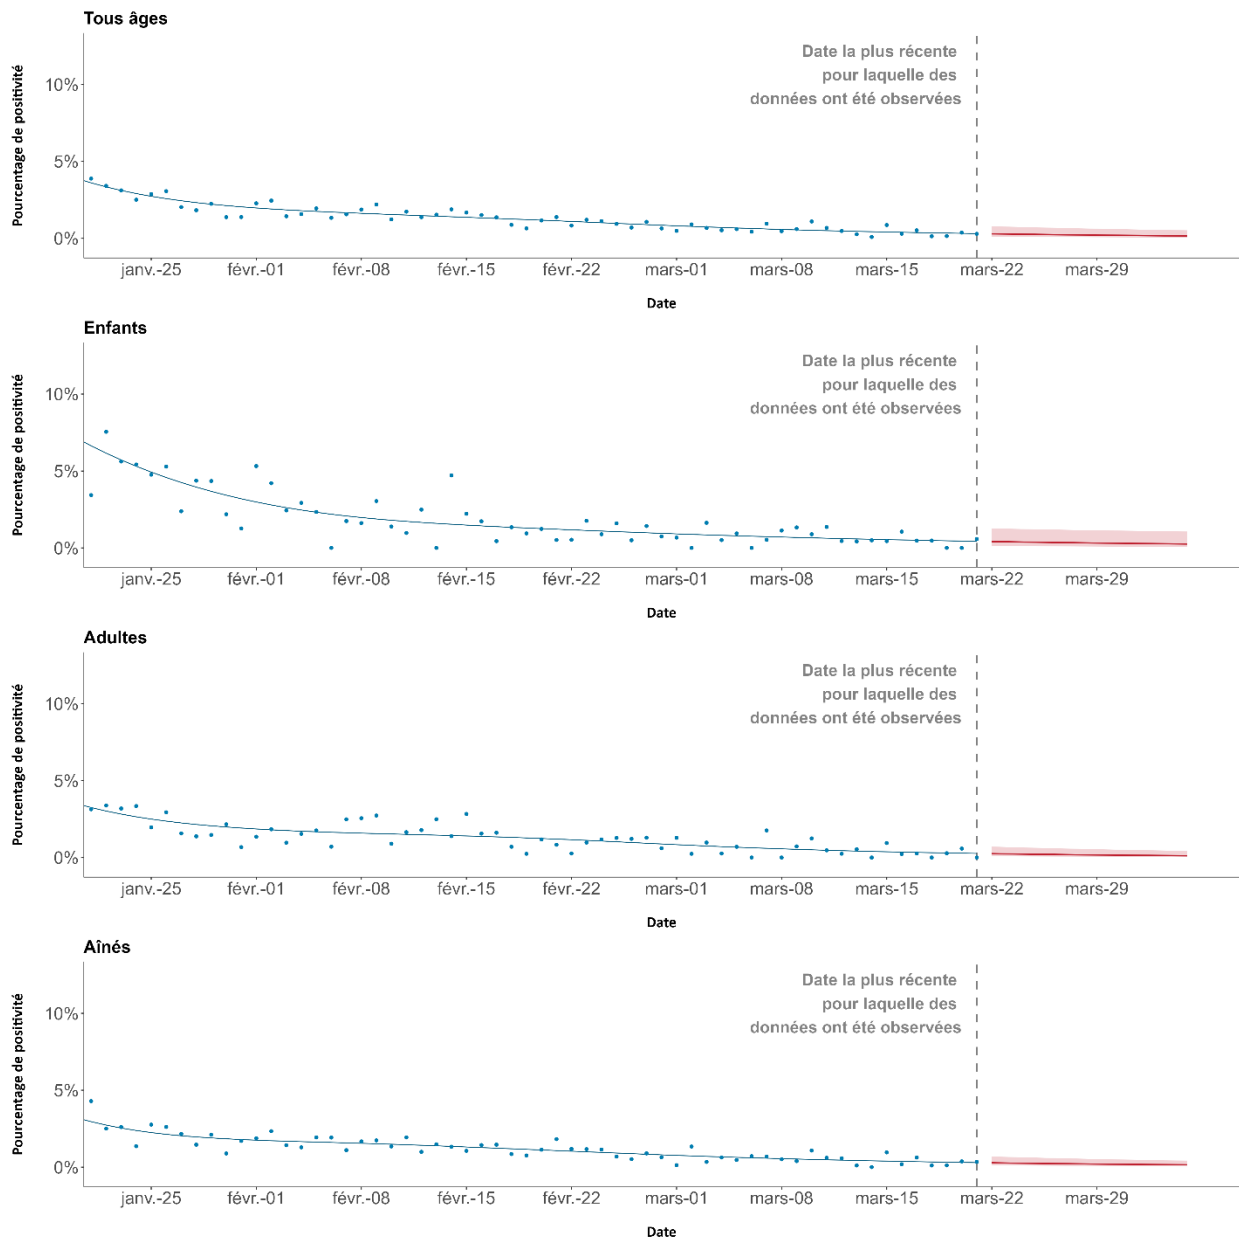 Tous âges
Date la plus récente
pour laquelle des
données ont été observées
Pourcentage de positivité
10%
5%
0%
janv.-25 févr.-01 févr.-08 févr.-15 févr.-22 mars-01 mars-08 mars-15 mars-22 mars-29
Date
Enfants
Date la plus récente
pour laquelle des
données ont été observées
Pourcentage de positivité
10%
5%
0%
janv.-25 févr.-01 févr.-08 févr.-15 févr.-22 mars-01 mars-08 mars-15 mars-22 mars-29
Date
Adultes
Date la plus récente
pour laquelle des
données ont été observées
Pourcentage de positivité
10%
5%
0%
janv.-25 févr.-01 févr.-08 févr.-15 févr.-22 mars-01 mars-08 mars-15 mars-22 mars-29
Date
Aînés
Date la plus récente
pour laquelle des
données ont été observées
Pourcentage de positivité
10%
5%
0%
janv.-25 févr.-01 févr.-08 févr.-15 févr.-22 mars-01 mars-08 mars-15 mars-22 mars-29
Date